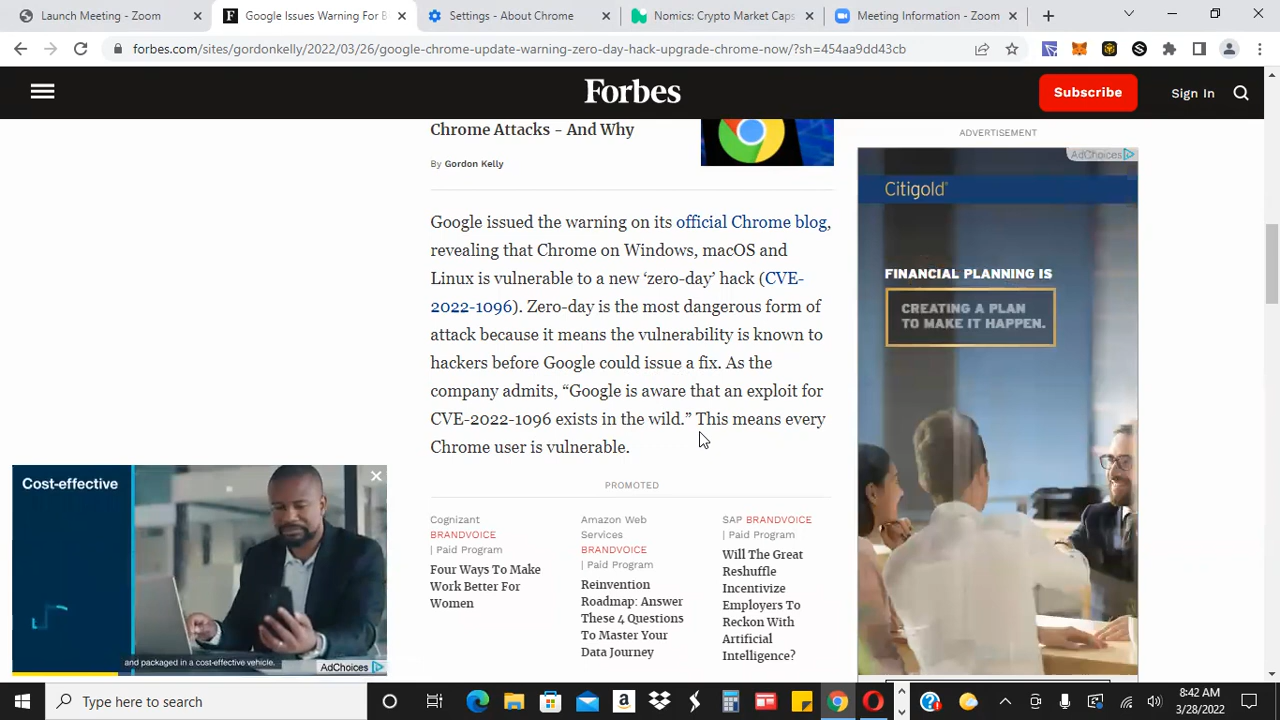 Launch Meeting - Zoom
Google Issues Warning For B
Settings - About Chrome
Nomics: Crypto Market Caps
Meeting Information - Zoom
forbes.com/sites/gordonkelly/2022/03/26/google-chrome-update-warning-zero-day-hack-upgrade-chrome-now/?sh=454aa9dd43cb
Forbes
Subscribe
Sign In
Chrome Attacks – And Why
By Gordon Kelly
Google issued the warning on its official Chrome blog,
revealing that Chrome on Windows, macOS and
Linux is vulnerable to a new ‘zero-day’ hack (CVE-
2022-1096). Zero-day is the most dangerous form of
attack because it means the vulnerability is known to
hackers before Google could issue a fix. As the
company admits, “Google is aware that an exploit for
CVE-2022-1096 exists in the wild.” This means every
Chrome user is vulnerable.
PROMOTED
Cognizant
BRANDVOICE
| Paid Program
Four Ways To Make
Work Better For
Women
Amazon Web
Services
BRANDVOICE
| Paid Program
Reinvention
Roadmap: Answer
These 4 Questions
To Master Your
Data Journey
SAP BRANDVOICE
| Paid Program
Will The Great
Reshuffle
Incentivize
Employers To
Reckon With
Artificial
Intelligence?
ADVERTISEMENT
AdChoices
Citigold®
FINANCIAL PLANNING IS
CREATING A PLAN
TO MAKE IT HAPPEN.
Cost-effective
and packaged in a cost-effective vehicle.
AdChoices
Type here to search
8:42 AM
3/28/2022